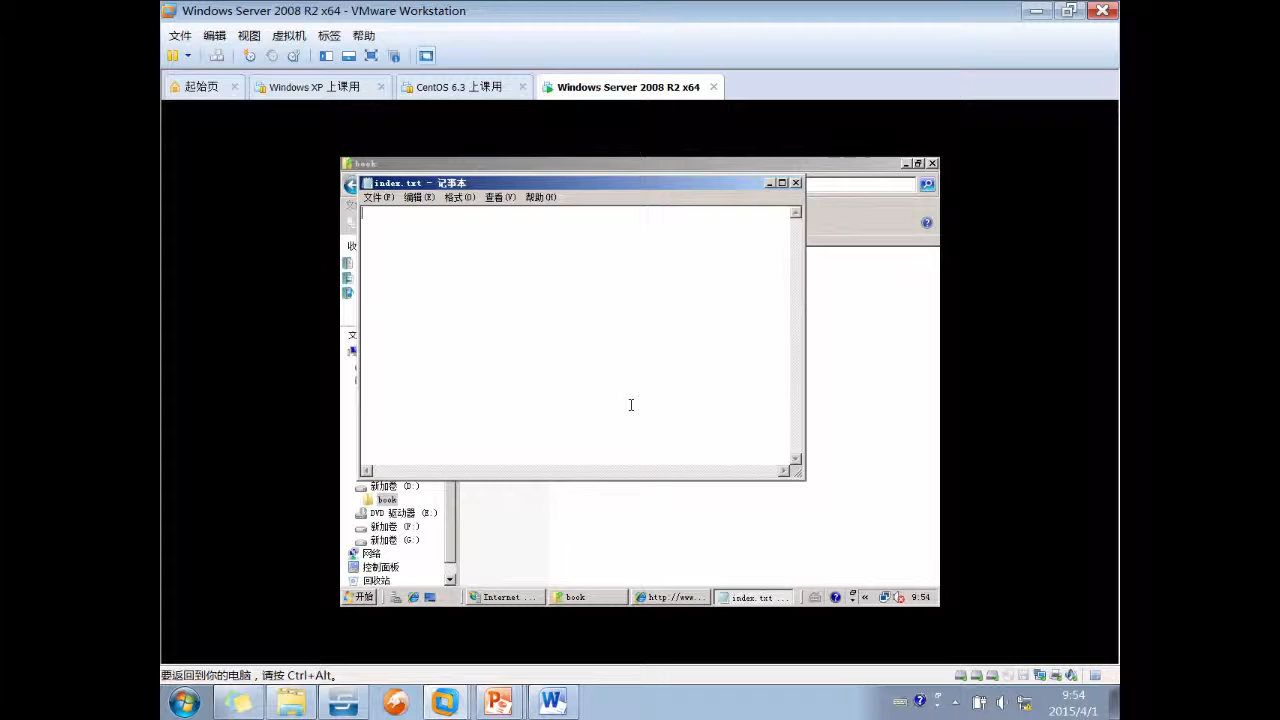 Windows Server 2008 R2 x64 - VMware Workstation
文件 编辑 视图 虚拟机 标签 帮助
起始页 Windows XP 上课用 CentOS 6.3 上课用 Windows Server 2008 R2 x64
book
index.txt - 记事本
文件(F) 编辑(E) 格式(O) 查看(V) 帮助(H)
收
文
新加卷 (D:)
book
DVD 驱动器 (E:)
新加卷 (F:)
新加卷 (G:)
网络
控制面板
回收站
开始 Internet ... book http://www... index.txt ... 9:54
要返回到你的电脑，请按 Ctrl+Alt。
9:54
2015/4/1